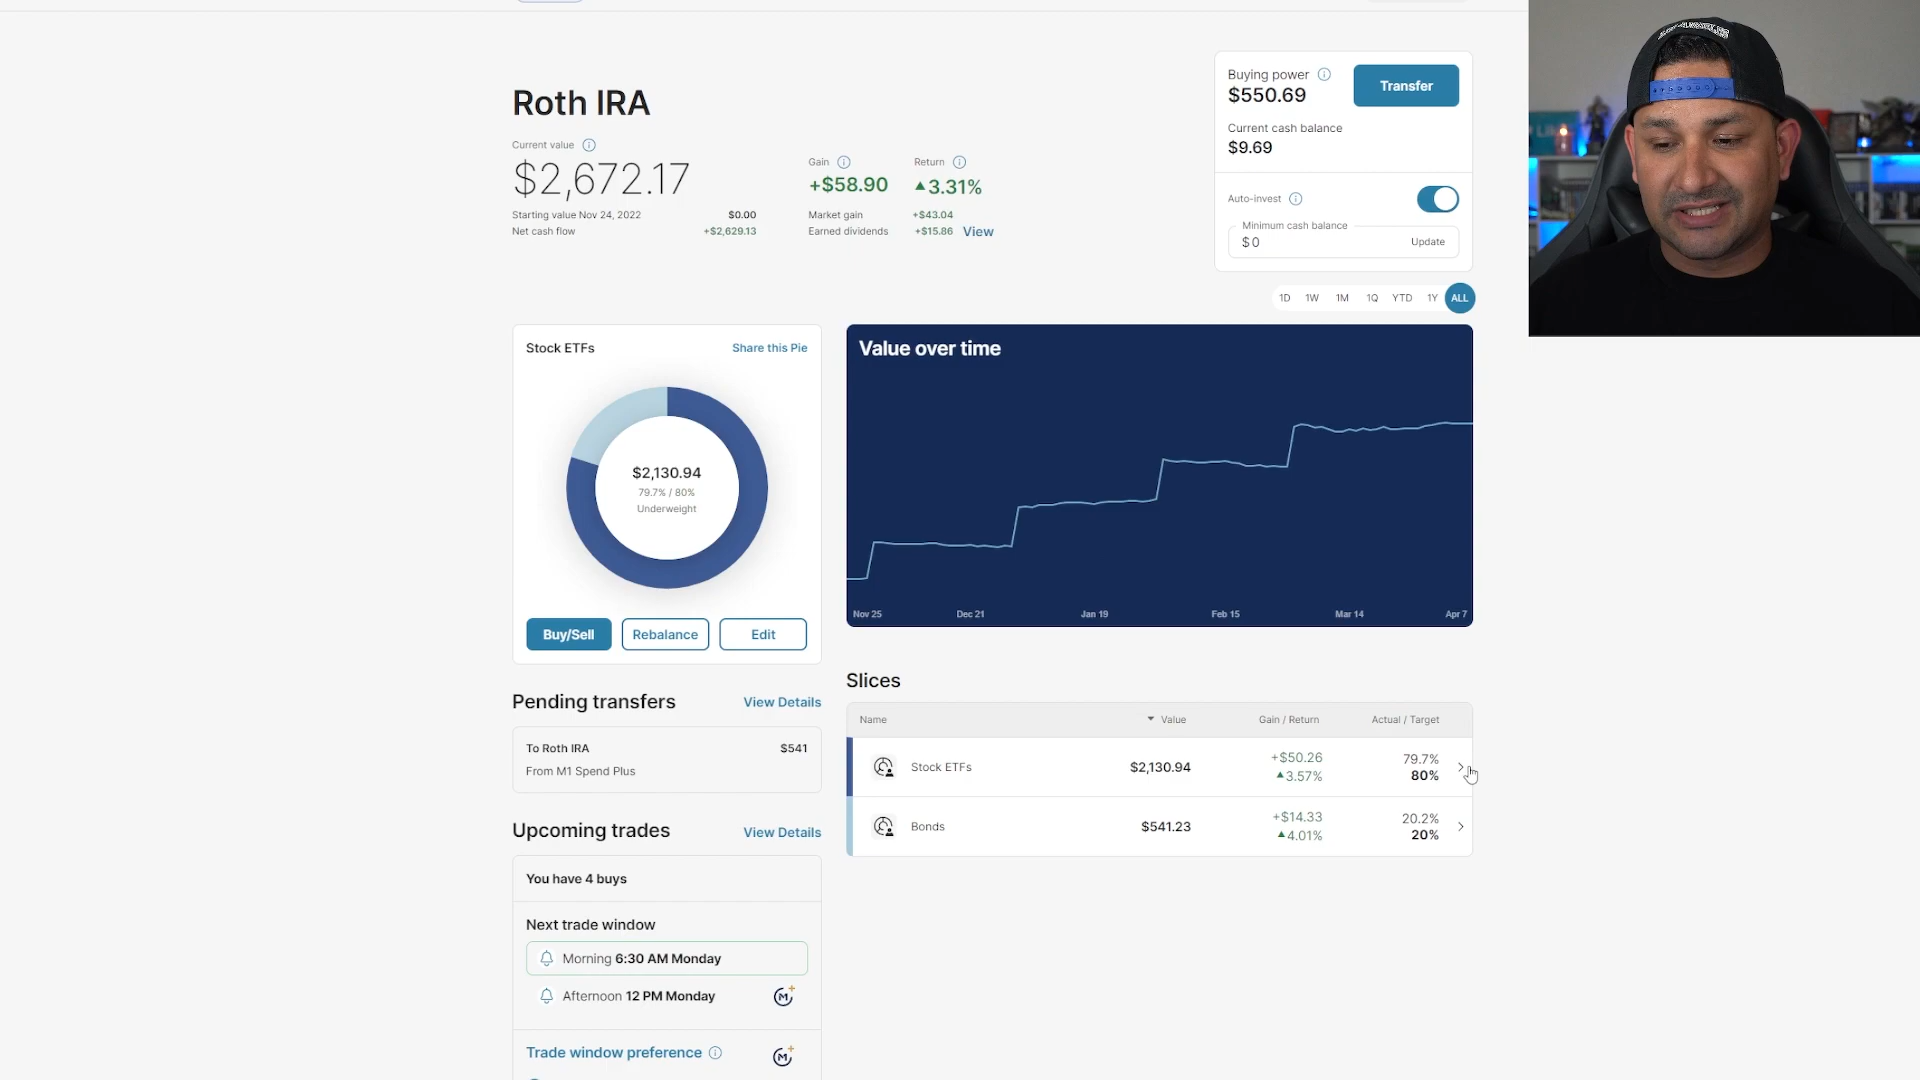 Roth IRA
Current value
$2,672.17
Starting value Nov 24, 2022 $0.00
Net cash flow +$2,629.13
Gain
+$58.90
Return
3.31%
Market gain +$43.04
Earned dividends +$15.86 View
Buying power
$550.69
Transfer
Current cash balance
$9.69
Auto-invest
Minimum cash balance
$ 0 Update
1D 1W 1M 1Q YTD 1Y ALL
Stock ETFs Share this Pie
$2,130.94
79.7% / 80%
Underweight
Buy/Sell Rebalance Edit
Value over time
Nov 25 Dec 21 Jan 19 Feb 15 Mar 14 Apr 7
Pending transfers View Details
To Roth IRA $541
From M1 Spend Plus
Upcoming trades View Details
You have 4 buys
Next trade window
Morning 6:30 AM Monday
Afternoon 12 PM Monday
Trade window preference
Slices
Name Value Gain / Return Actual / Target
Stock ETFs $2,130.94 +$50.26 79.7%
3.57% 80%
Bonds $541.23 +$14.33 20.2%
4.01% 20%